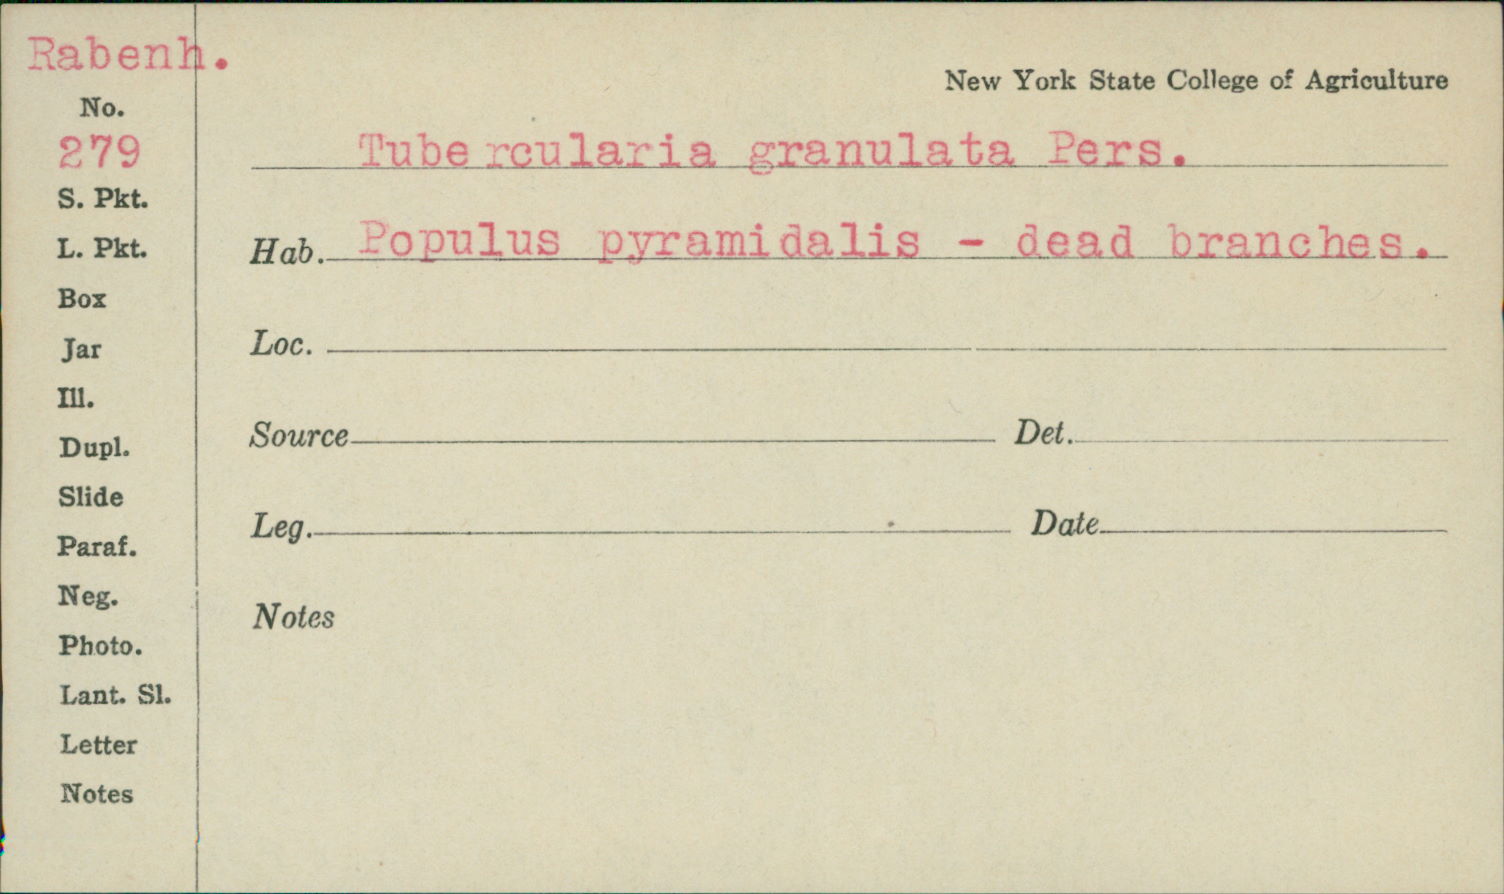 Rabenh.
New York State College of Agriculture
No.
279
Tubercularia granulata Pers.
S. Pkt.
L. Pkt.
Hab. Populus pyramidalis - dead branches.
Box
Jar
Loc.
Ill.
Dupl.
Source Det.
Slide
Leg. Date
Paraf.
Neg.
Notes
Photo.
Lant. Sl.
Letter
Notes